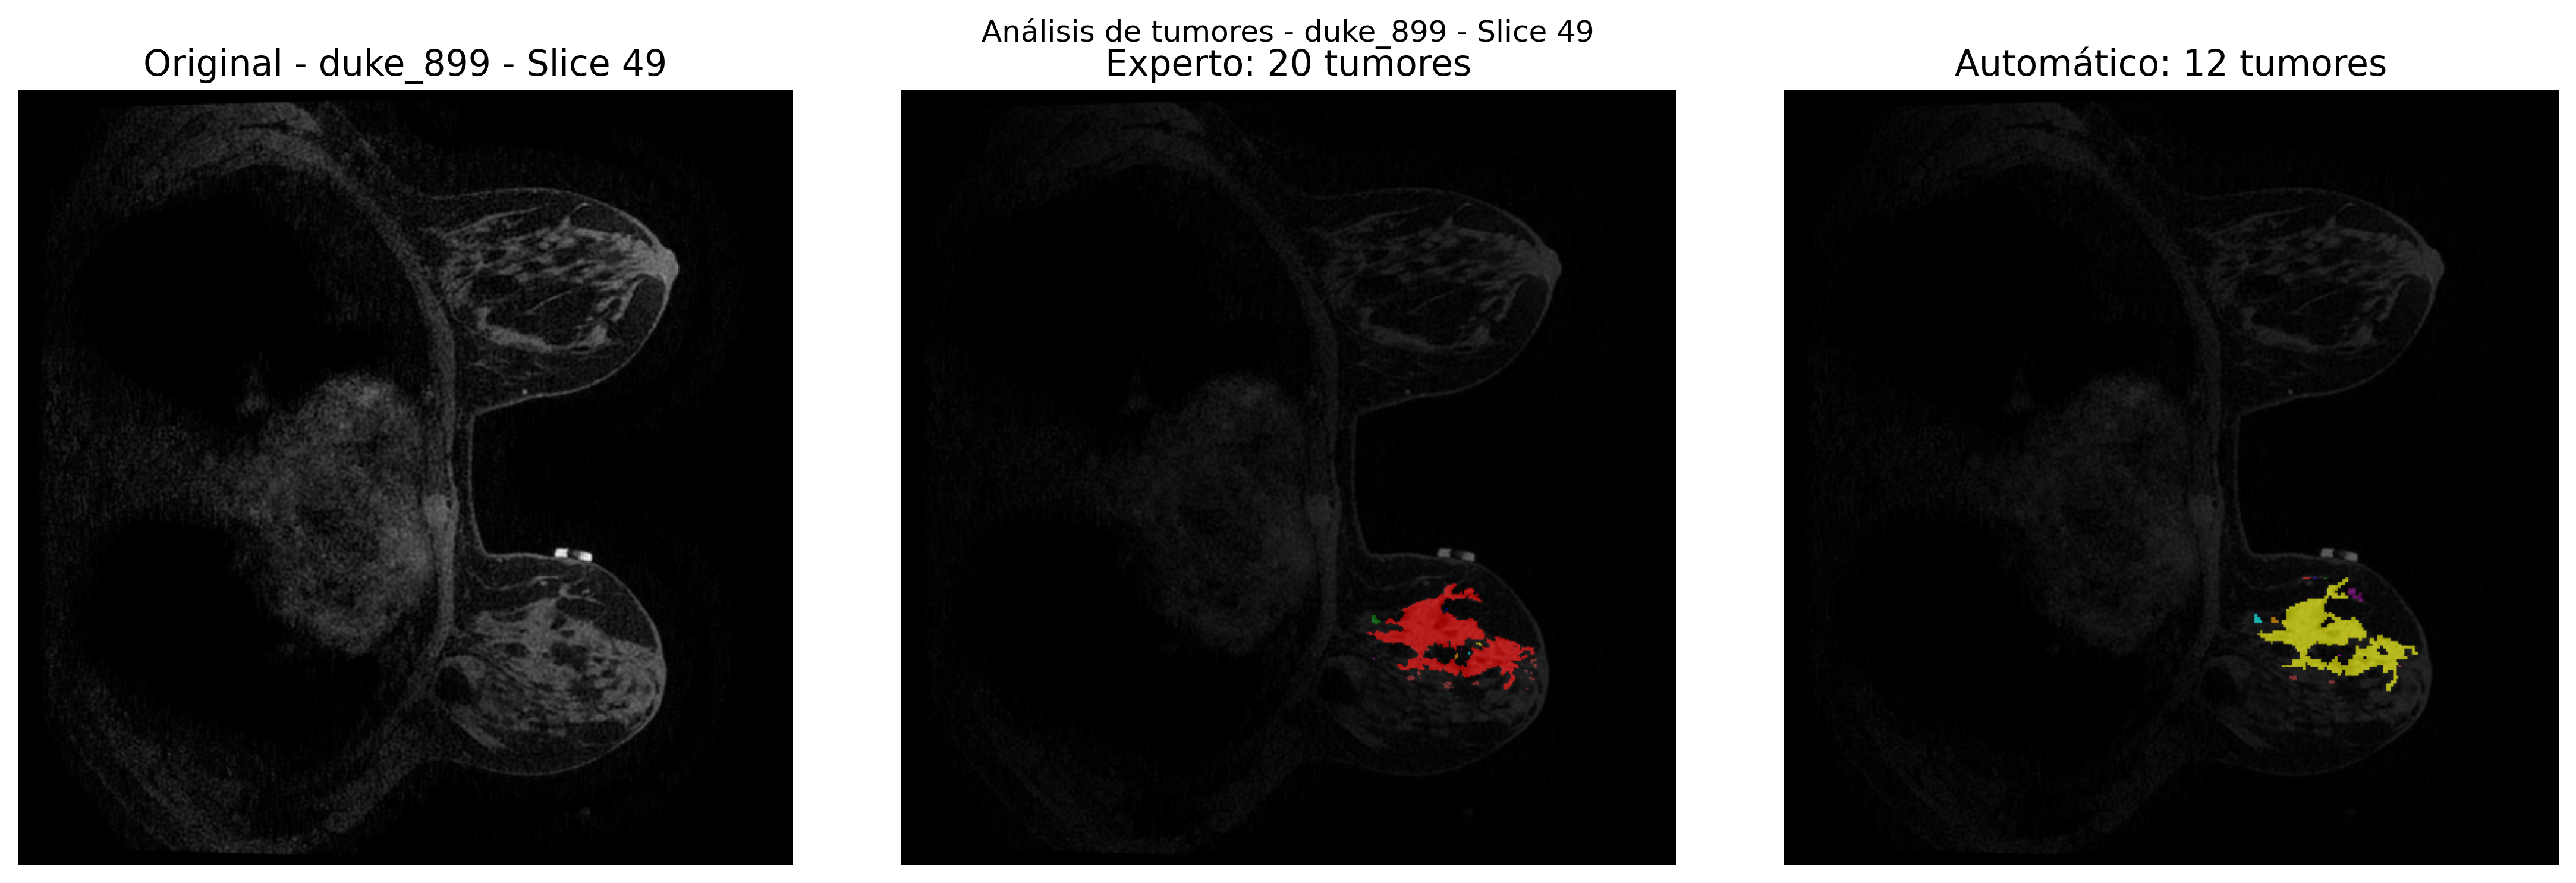 Análisis de tumores - duke_899 - Slice 49
Original - duke_899 - Slice 49
Experto: 20 tumores
Automático: 12 tumores